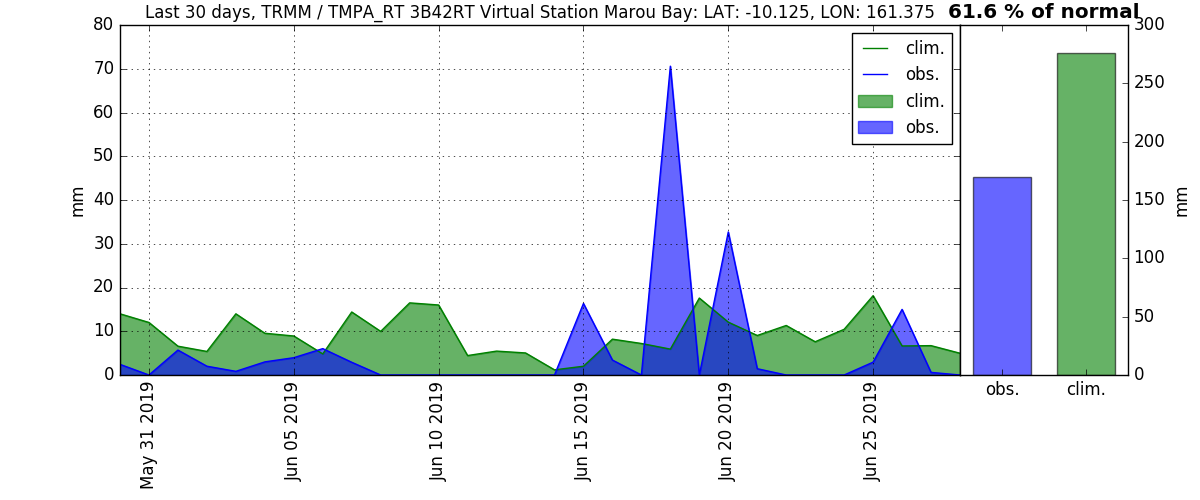 Last 30 days, TRMM / TMPA_RT 3B42RT Virtual Station Marou Bay: LAT: -10.125, LON: 161.375 61.6 % of normal
80
70
60
50
40
30
20
10
0
mm
clim.
obs.
clim.
obs.
May 31 2019
Jun 05 2019
Jun 10 2019
Jun 15 2019
Jun 20 2019
Jun 25 2019
300
250
200
150
100
50
0
mm
obs.
clim.